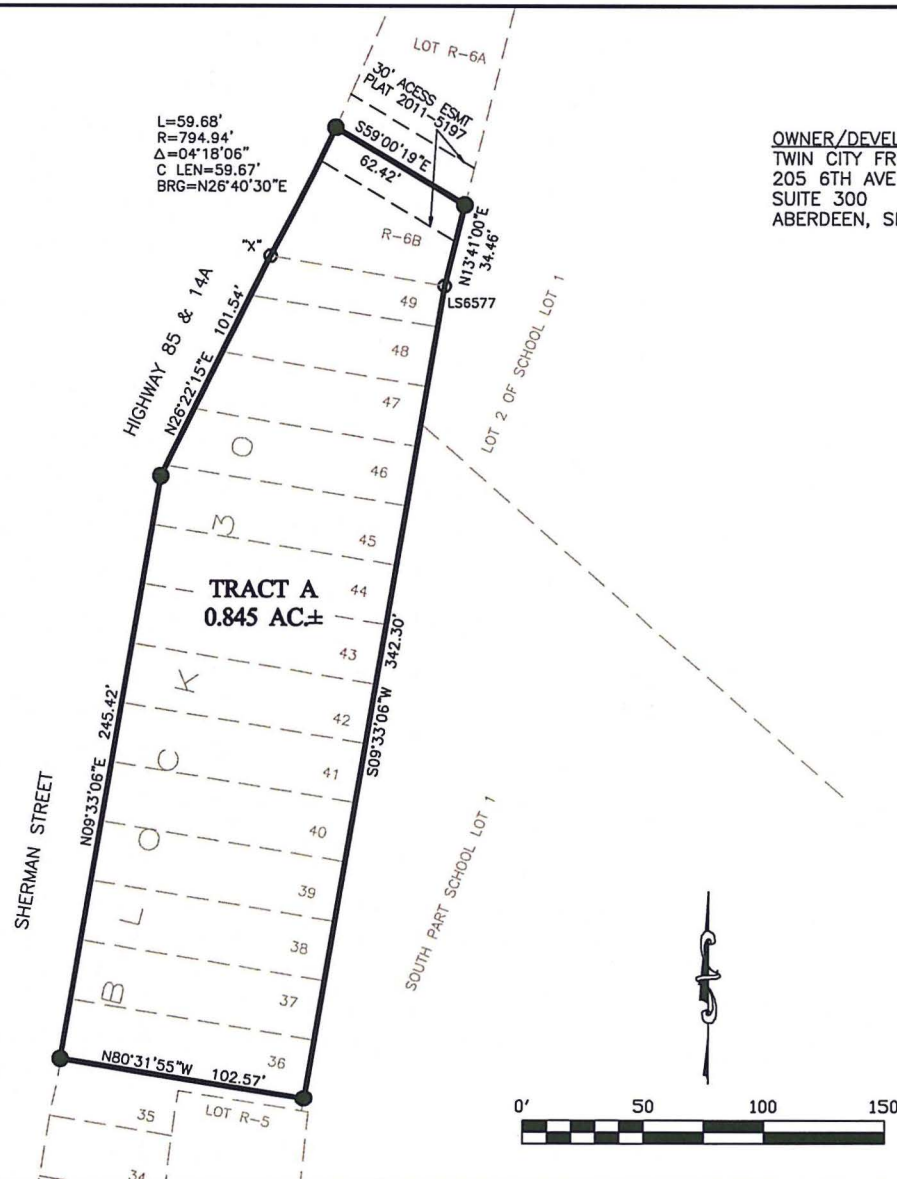 LOT R-6A
30' ACESS ESMT
PLAT 2011-5197
L=59.68'
R=794.94'
Δ=04°18'06"
C LEN=59.67'
BRG=N26°40'30"E
S59°00'19"E
62.42'
OWNER/DEVEL
TWIN CITY FR
205 6TH AVE
SUITE 300
ABERDEEN, S
R-6B
N13°41'00"E
34.46'
"X"
LS6577
HIGHWAY 85 & 14A
N26°22'15"E 101.54'
49
48
47
46
45
44
43
42
41
40
39
38
37
36
LOT 2 OF SCHOOL LOT 1
BLOCK 30
TRACT A
0.845 AC.±
S09°33'06"W 342.30'
N09°33'06"E 245.42'
SHERMAN STREET
SOUTH PART SCHOOL LOT 1
N80°31'55"W 102.57'
LOT R-5
35
34
0' 50 100 150